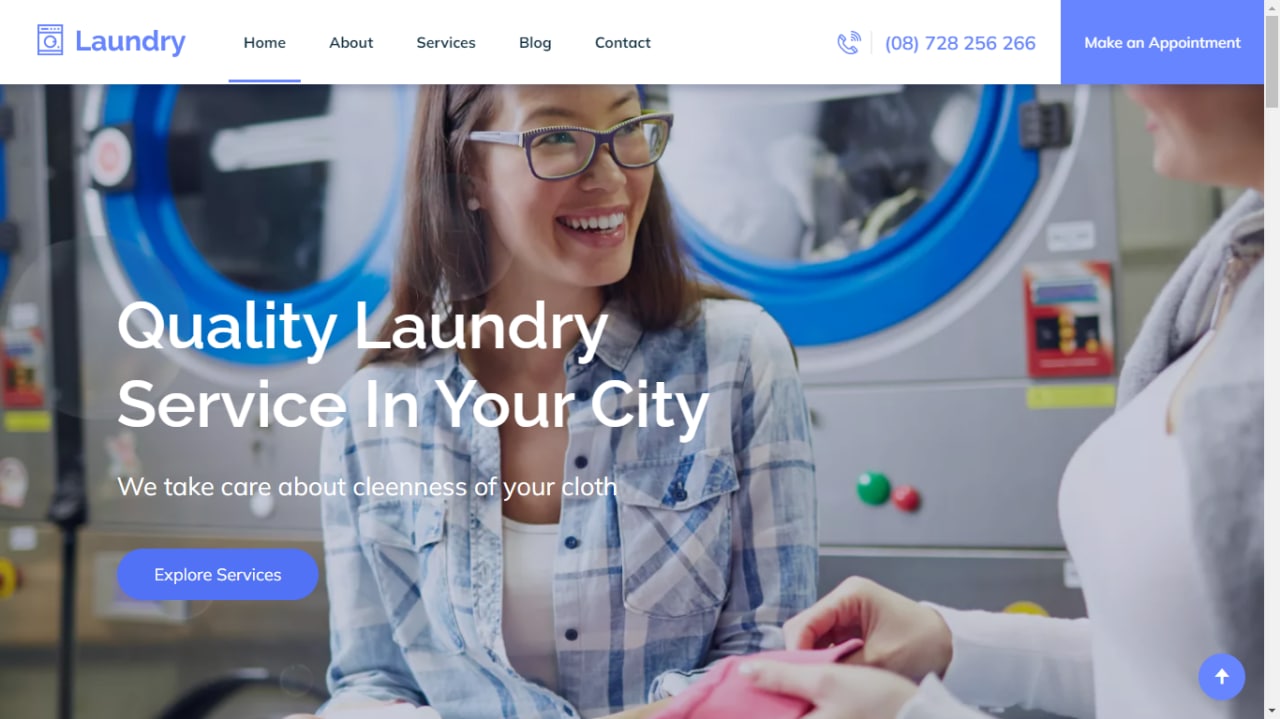 Laundry
Home
About
Services
Blog
Contact
(08) 728 256 266
Make an Appointment
Quality Laundry
Service In Your City
We take care about cleenness of your cloth
Explore Services